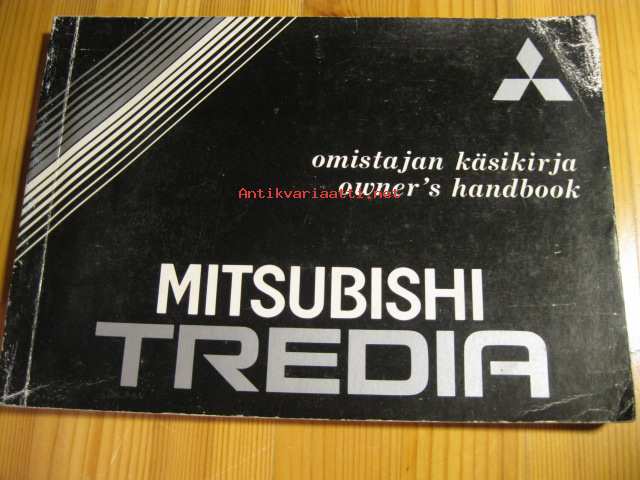 omistajan käsikirja
owner's handbook
Antikvariaatti.net
MITSUBISHI
TREDIA